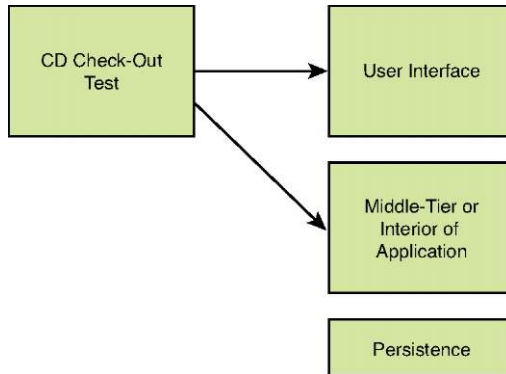 CD Check-Out
Test
User Interface
Middle-Tier or
Interior of
Application
Persistence